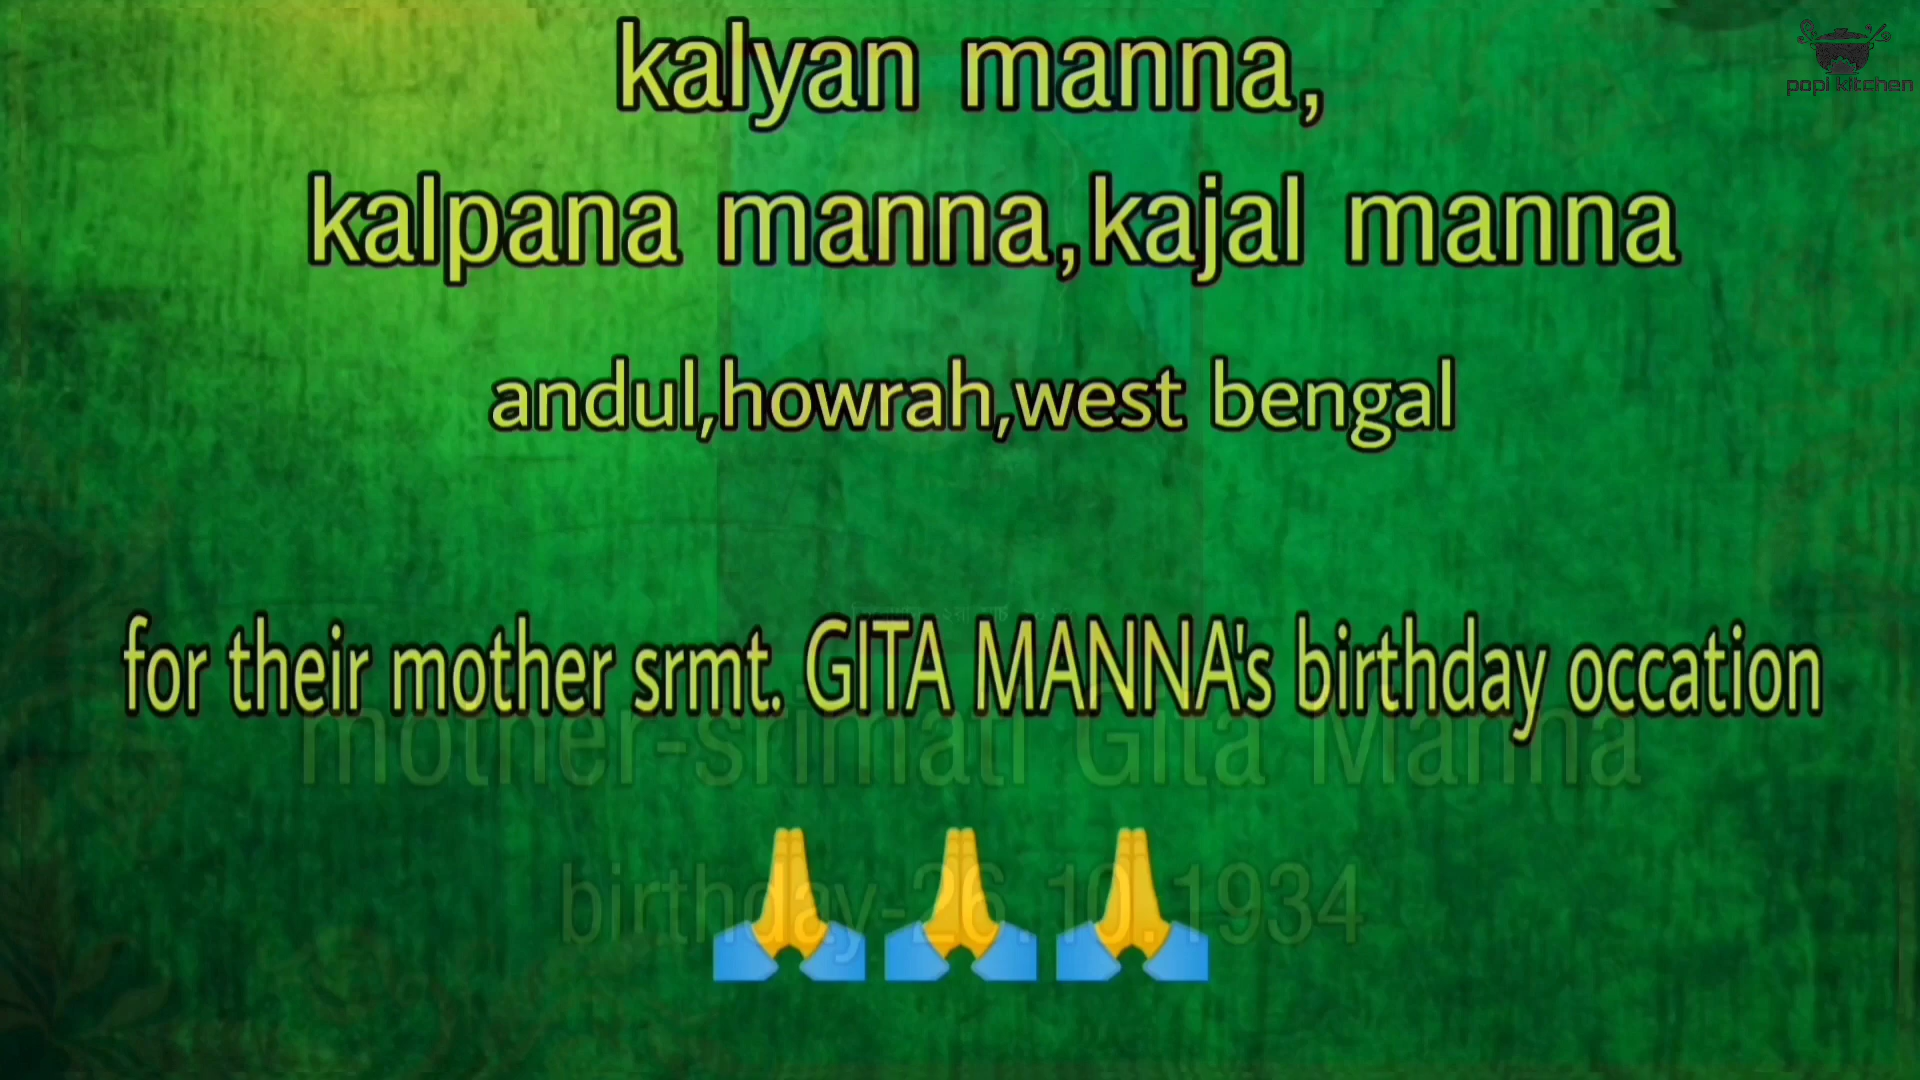 popi kitchen
kalyan manna,
kalpana manna,kajal manna
andul,howrah,west bengal
for their mother srmt. GITA MANNA's birthday occation
mother-srimati Gita Manna
birthday-26.10.1934